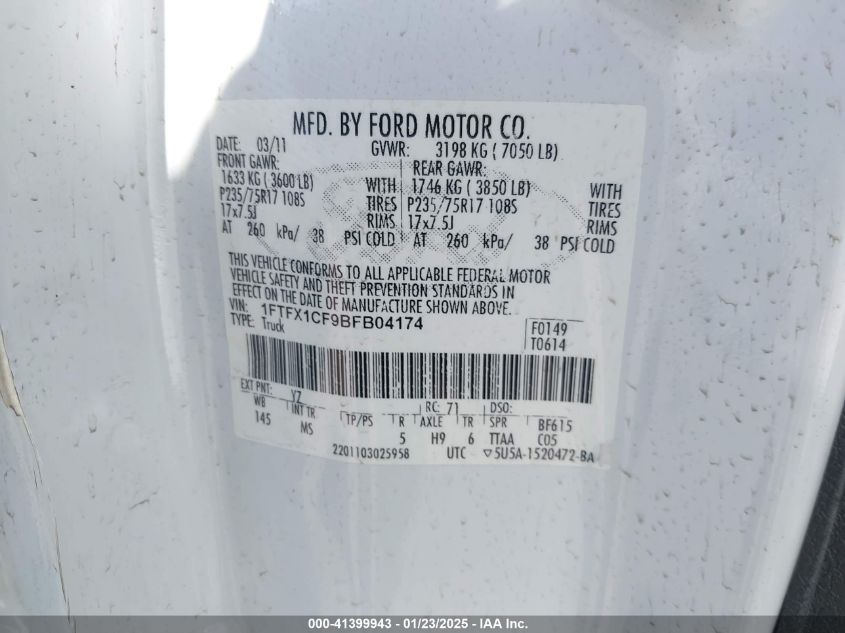 MFD. BY FORD MOTOR CO.
DATE: 03/11 GVWR: 3198 KG ( 7050 LB)
FRONT GAWR: REAR GAWR:
1633 KG ( 3600 LB) WITH 1746 KG ( 3850 LB) WITH
P235/75R17 108S TIRES P235/75R17 108S TIRES
17x7.5J RIMS 17x7.5J RIMS
AT 260 kPa/ 38 PSI COLD AT 260 kPa/ 38 PSI COLD
THIS VEHICLE CONFORMS TO ALL APPLICABLE FEDERAL MOTOR
VEHICLE SAFETY AND THEFT PREVENTION STANDARDS IN
EFFECT ON THE DATE OF MANUFACTURE SHOWN ABOVE.
VIN: 1FTFX1CF9BFB04174 F0149
TYPE: Truck T0614
EXT PNT: YZ RC: 71 DSO:
WB INT TR TP/PS R AXLE TR SPR BF615
145 MS 5 H9 6 TTAA C05
2201103025958 UTC ▽5U5A-1520472-BA
000-41399943 - 01/23/2025 - IAA Inc.